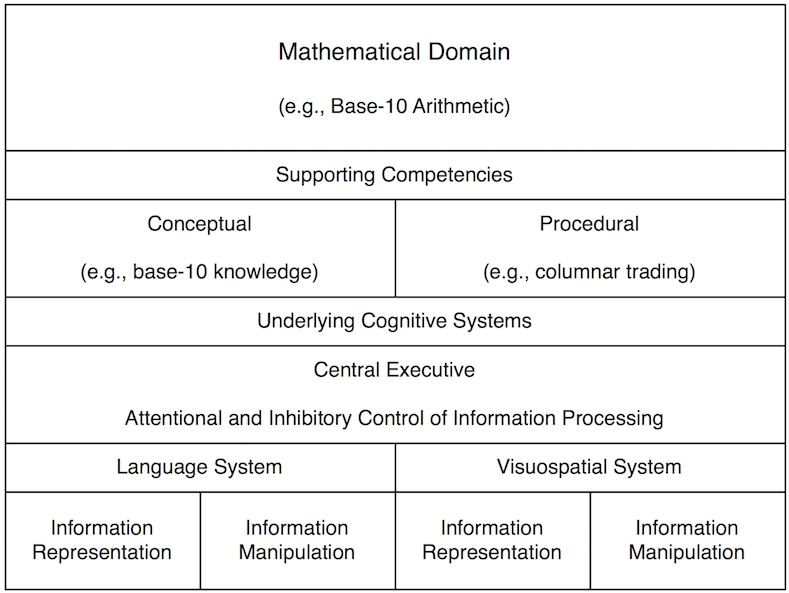 Mathematical Domain
(e.g., Base-10 Arithmetic)
Supporting Competencies
Conceptual
(e.g., base-10 knowledge)
Procedural
(e.g., columnar trading)
Underlying Cognitive Systems
Central Executive
Attentional and Inhibitory Control of Information Processing
Language System
Visuospatial System
Information
Representation
Information
Manipulation
Information
Representation
Information
Manipulation